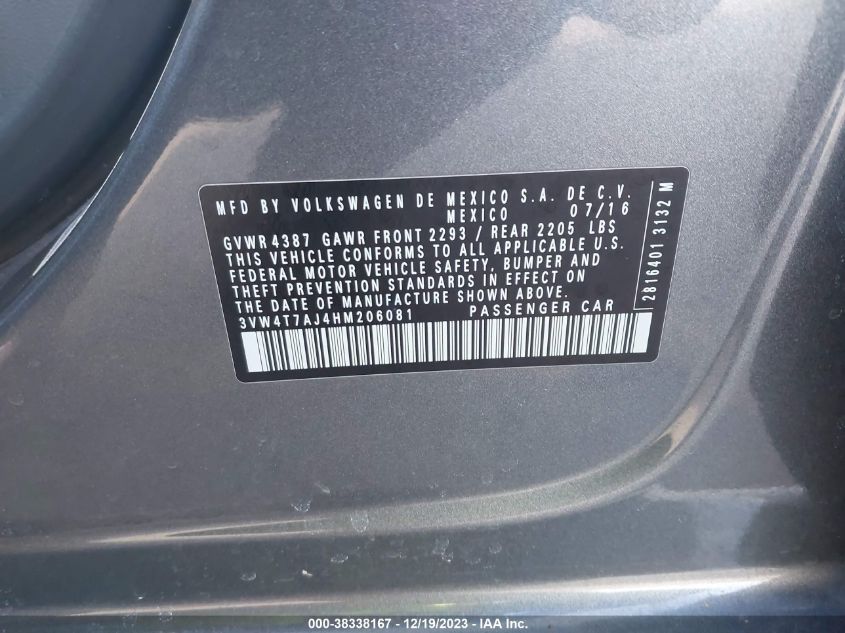 MFD BY VOLKSWAGEN DE MEXICO S.A. DE C.V.
MEXICO 07/16
GVWR 4387 GAWR FRONT 2293 / REAR 2205 LBS
THIS VEHICLE CONFORMS TO ALL APPLICABLE U.S.
FEDERAL MOTOR VEHICLE SAFETY, BUMPER AND
THEFT PREVENTION STANDARDS IN EFFECT ON
THE DATE OF MANUFACTURE SHOWN ABOVE.
3VW4T7AJ4HM206081 PASSENGER CAR
2816401 3132 M
000-38338167 - 12/19/2023 - IAA Inc.